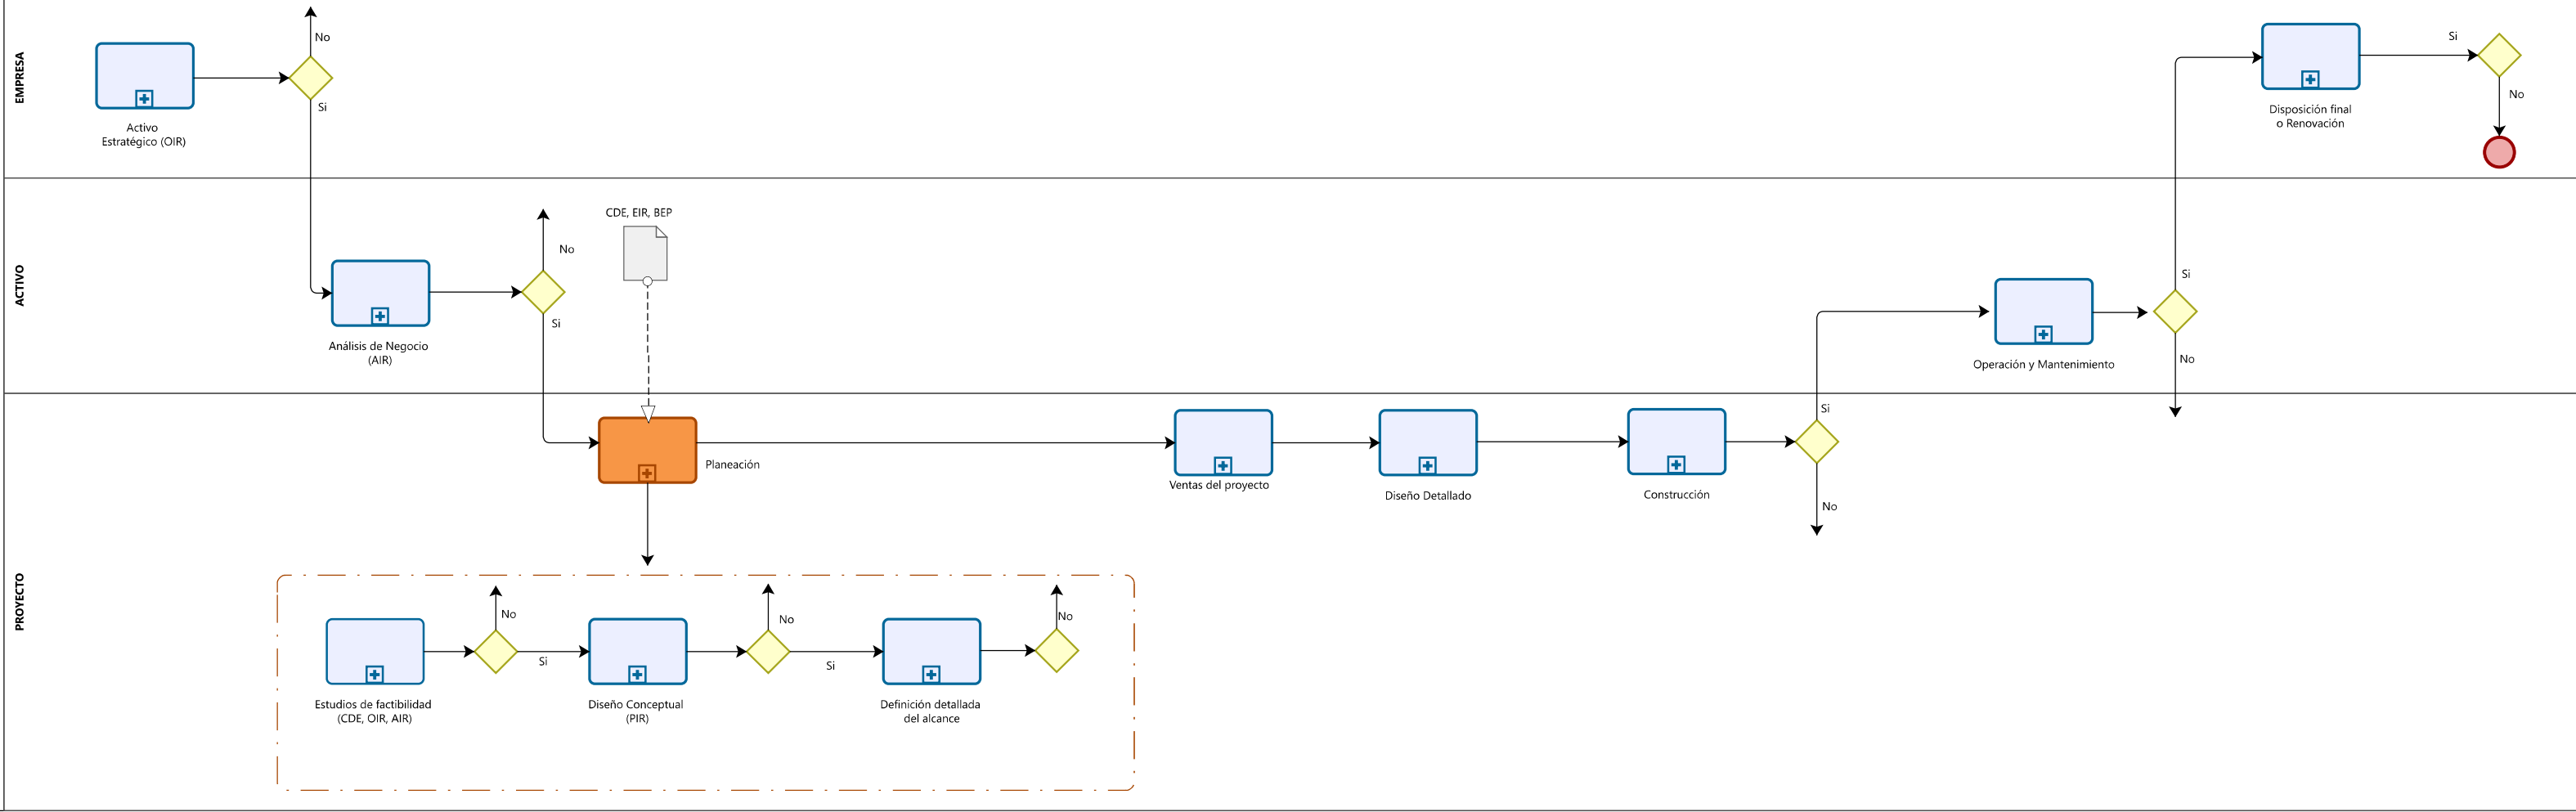 EMPRESA
No
Si
Activo
Estratégico (OIR)
Si
No
Disposición final
o Renovación
ACTIVO
CDE, EIR, BEP
No
Si
Análisis de Negocio
(AIR)
Si
No
Operación y Mantenimiento
PROYECTO
Planeación
Ventas del proyecto
Diseño Detallado
Construcción
Si
No
No
Si
No
Si
No
Estudios de factibilidad
(CDE, OIR, AIR)
Diseño Conceptual
(PIR)
Definición detallada
del alcance